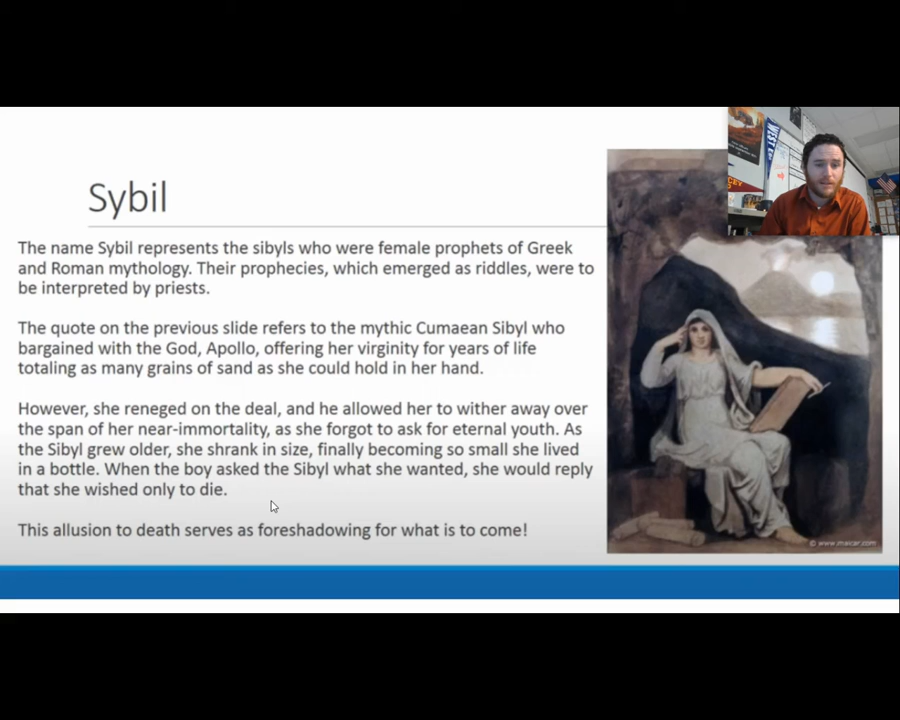 Sybil
The name Sybil represents the sibyls who were female prophets of Greek
and Roman mythology. Their prophecies, which emerged as riddles, were to
be interpreted by priests.
The quote on the previous slide refers to the mythic Cumaean Sibyl who
bargained with the God, Apollo, offering her virginity for years of life
totaling as many grains of sand as she could hold in her hand.
However, she reneged on the deal, and he allowed her to wither away over
the span of her near-immortality, as she forgot to ask for eternal youth. As
the Sibyl grew older, she shrank in size, finally becoming so small she lived
in a bottle. When the boy asked the Sibyl what she wanted, she would reply
that she wished only to die.
This allusion to death serves as foreshadowing for what is to come!
© www.maicar.com
WEST